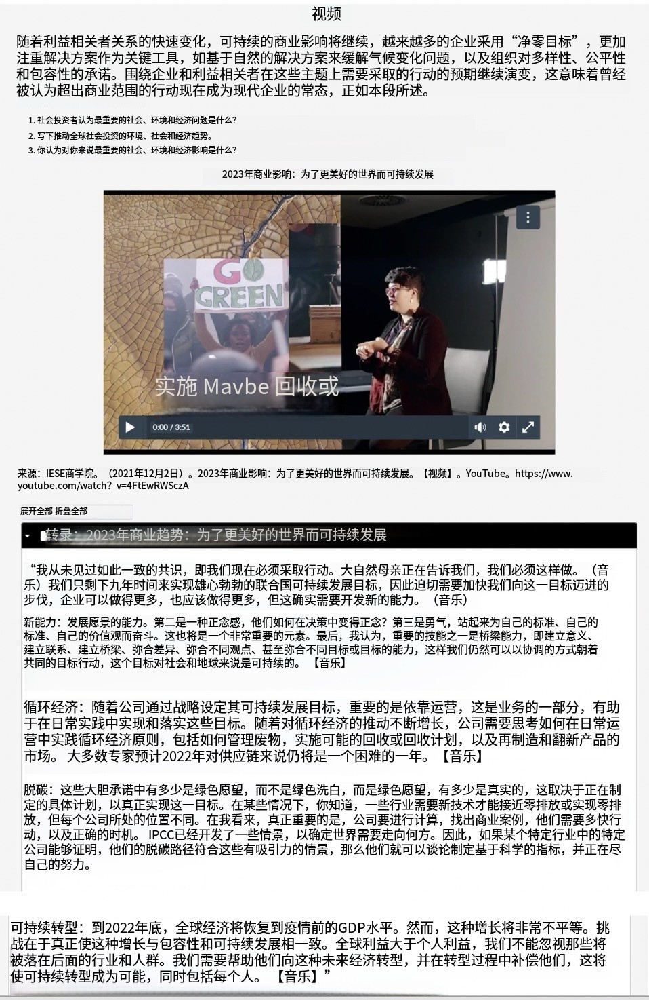 视频
随着利益相关者关系的快速变化，可持续的商业影响将继续，越来越多的企业采用“净零目标”，更加
注重解决方案作为关键工具，如基于自然的解决方案来缓解气候变化问题，以及组织对多样性、公平性
和包容性的承诺。围绕企业和利益相关者在这些主题上需要采取的行动的预期继续演变，这意味着曾经
被认为超出商业范围的行动现在成为现代企业的常态，正如本段所述。
1. 社会投资者认为最重要的社会、环境和经济问题是什么？
2. 写下推动全球社会投资的环境、社会和经济趋势。
3. 你认为对你来说最重要的社会、环境和经济影响是什么？
2023年商业影响：为了更美好的世界而可持续发展
GO
GREEN
实施 Mavbe 回收或
0:00 / 3:51
来源：IESE商学院。（2021年12月2日）。2023年商业影响：为了更美好的世界而可持续发展。【视频】。YouTube。https://www.
youtube.com/watch？v=4FtEwRWSczA
展开全部 折叠全部
转录：2023年商业趋势：为了更美好的世界而可持续发展
“我从未见过如此一致的共识，即我们现在必须采取行动。大自然母亲正在告诉我们，我们必须这样做。（音
乐）我们只剩下九年时间来实现雄心勃勃的联合国可持续发展目标，因此迫切需要加快我们向这一目标迈进的
步伐，企业可以做得更多，也应该做得更多，但这确实需要开发新的能力。（音乐）
新能力：发展愿景的能力。第二是一种正念感，他们如何在决策中变得正念？第三是勇气，站起来为自己的标准、自己的
标准、自己的价值观而奋斗。这也将是一个非常重要的元素。最后，我认为，重要的技能之一是桥梁能力，即建立意义、
建立联系、建立桥梁、弥合差异、弥合不同观点、甚至弥合不同目标或目标的能力，这样我们仍然可以以协调的方式朝着
共同的目标行动，这个目标对社会和地球来说是可持续的。 【音乐】
循环经济：随着公司通过战略设定其可持续发展目标，重要的是依靠运营，这是业务的一部分，有助
于在日常实践中实现和落实这些目标。随着对循环经济的推动不断增长，公司需要思考如何在日常运
营中实践循环经济原则，包括如何管理废物，实施可能的回收或回收计划，以及再制造和翻新产品的
市场。 大多数专家预计2022年对供应链来说仍将是一个困难的一年。【音乐】
脱碳：这些大胆承诺中有多少是绿色愿望，而不是绿色洗白，而是绿色愿望，有多少是真实的，这取决于正在制
定的具体计划，以真正实现这一目标。在某些情况下，你知道，一些行业需要新技术才能接近零排放或实现零排
放，但每个公司所处的位置不同。在我看来，真正重要的是，公司要进行计算，找出商业案例，他们需要多快行
动，以及正确的时机。 IPCC已经开发了一些情景，以确定世界需要走向何方。因此，如果某个特定行业中的特定
公司能够证明，他们的脱碳路径符合这些有吸引力的情景，那么他们就可以谈论制定基于科学的指标，并正在尽
自己的努力。
可持续转型：到2022年底，全球经济将恢复到疫情前的GDP水平。然而，这种增长将非常不平等。挑
战在于真正使这种增长与包容性和可持续发展相一致。全球利益大于个人利益，我们不能忽视那些将
被落在后面的行业和人群。我们需要帮助他们向这种未来经济转型，并在转型过程中补偿他们，这将
使可持续转型成为可能，同时包括每个人。 【音乐】”